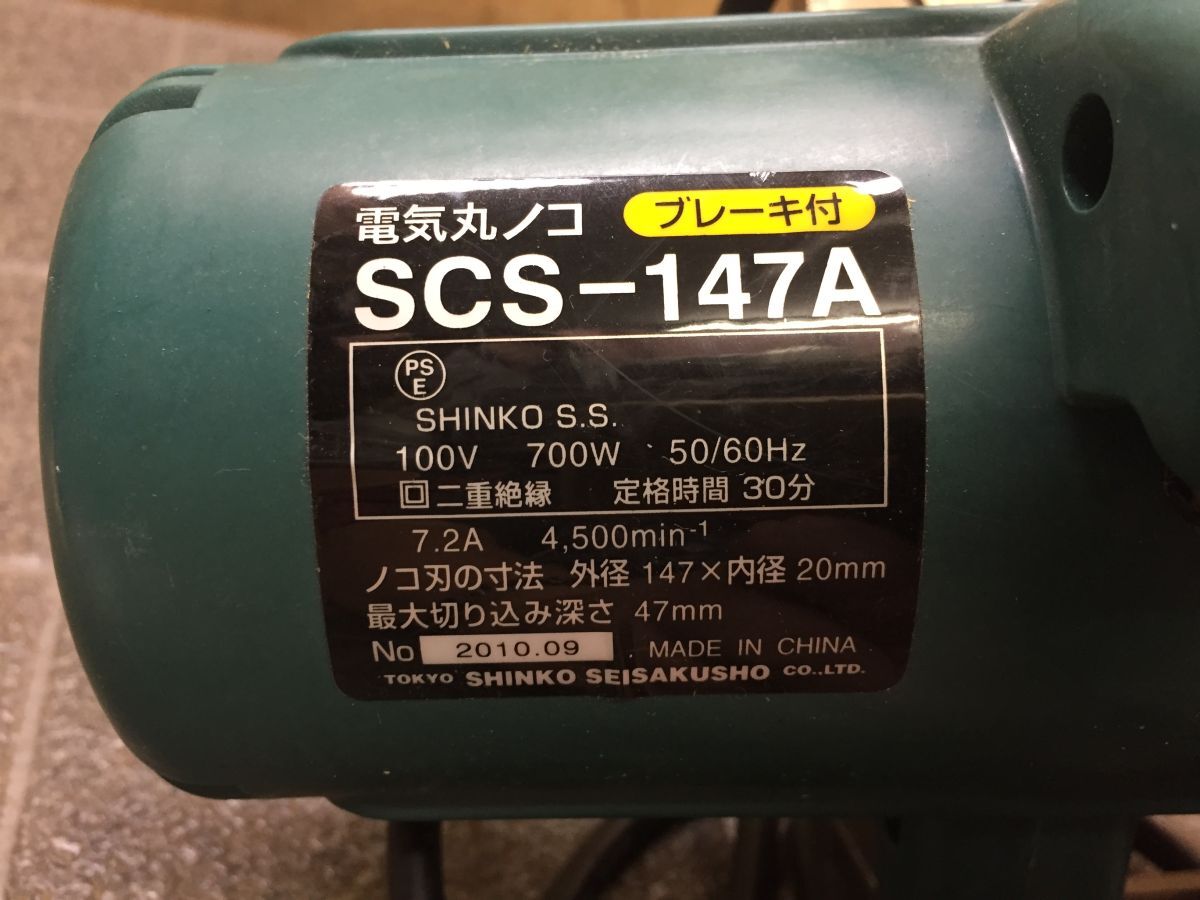 電気丸ノコ ブレーキ付
SCS-147A
PS
E
SHINKO S.S.
100V 700W 50/60Hz
回二重絶縁 定格時間 30分
7.2A 4,500min-1
ノコ刃の寸法 外径 147×内径 20mm
最大切り込み深さ 47mm
No 2010.09 MADE IN CHINA
TOKYO SHINKO SEISAKUSHO CO.,LTD.